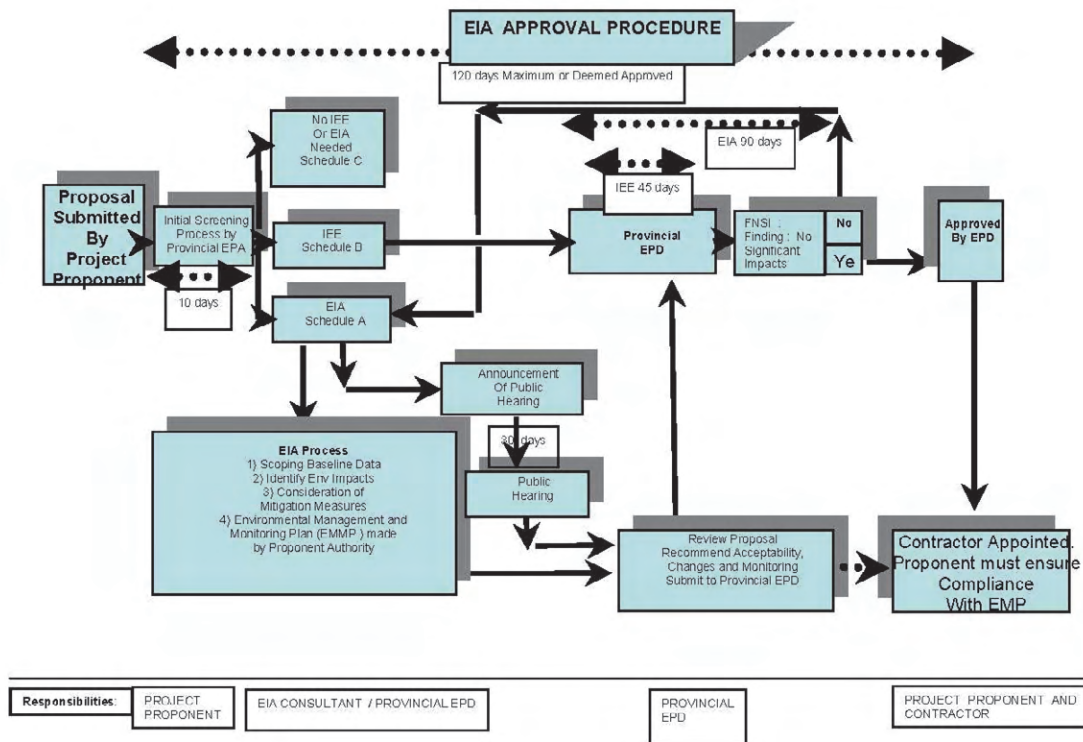 EIA APPROVAL PROCEDURE
120 days Maximum or Deemed Approved
No IEE
Or EIA
Needed
Schedule C
EIA 90 days
IEE 45 days
Proposal
Submitted
By
Project
Proponent
Initial Screening
Process by
Provincial EPA
10 days
IEE
Schedule B
Provincial
EPD
FNSI :
Finding : No
Significant
Impacts
No
Ye
Approved
By EPD
EIA
Schedule A
Announcement
Of Public
Hearing
30 days
Public
Hearing
EIA Process
1) Scoping Baseline Data
2) Identify Env Impacts
3) Consideration of
Mitigation Measures
4) Environmental Management and
Monitoring Plan (EMMP ) made
by Proponent Authority
Review Proposal
Recommend Acceptability,
Changes and Monitoring
Submit to Provincial EPD
Contractor Appointed.
Proponent must ensure
Compliance
With EMP
Responsibilities:
PROJECT
PROPONENT
EIA CONSULTANT / PROVINCIAL EPD
PROVINCIAL
EPD
PROJECT PROPONENT AND
CONTRACTOR